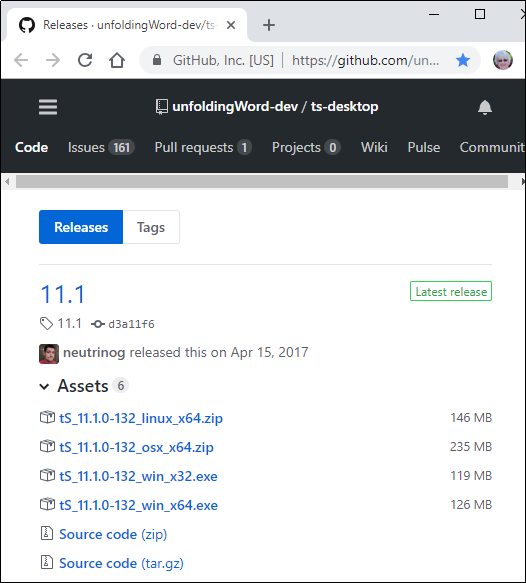 Releases · unfoldingWord-dev/ts-
GitHub, Inc. [US] | https://github.com/un...
unfoldingWord-dev / ts-desktop
Code Issues 161 Pull requests 1 Projects 0 Wiki Pulse Communit
Releases Tags
11.1 Latest release
11.1 d3a11f6
neutrinog released this on Apr 15, 2017
Assets 6
tS_11.1.0-132_linux_x64.zip 146 MB
tS_11.1.0-132_osx_x64.zip 235 MB
tS_11.1.0-132_win_x32.exe 119 MB
tS_11.1.0-132_win_x64.exe 126 MB
Source code (zip)
Source code (tar.gz)